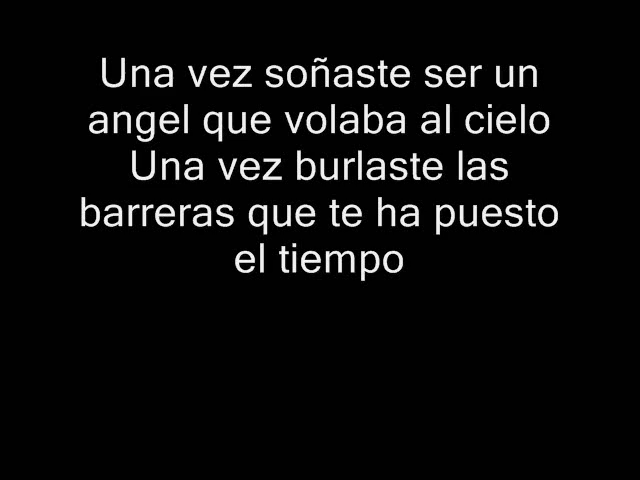 Una vez soñaste ser un
angel que volaba al cielo
Una vez burlaste las
barreras que te ha puesto
el tiempo